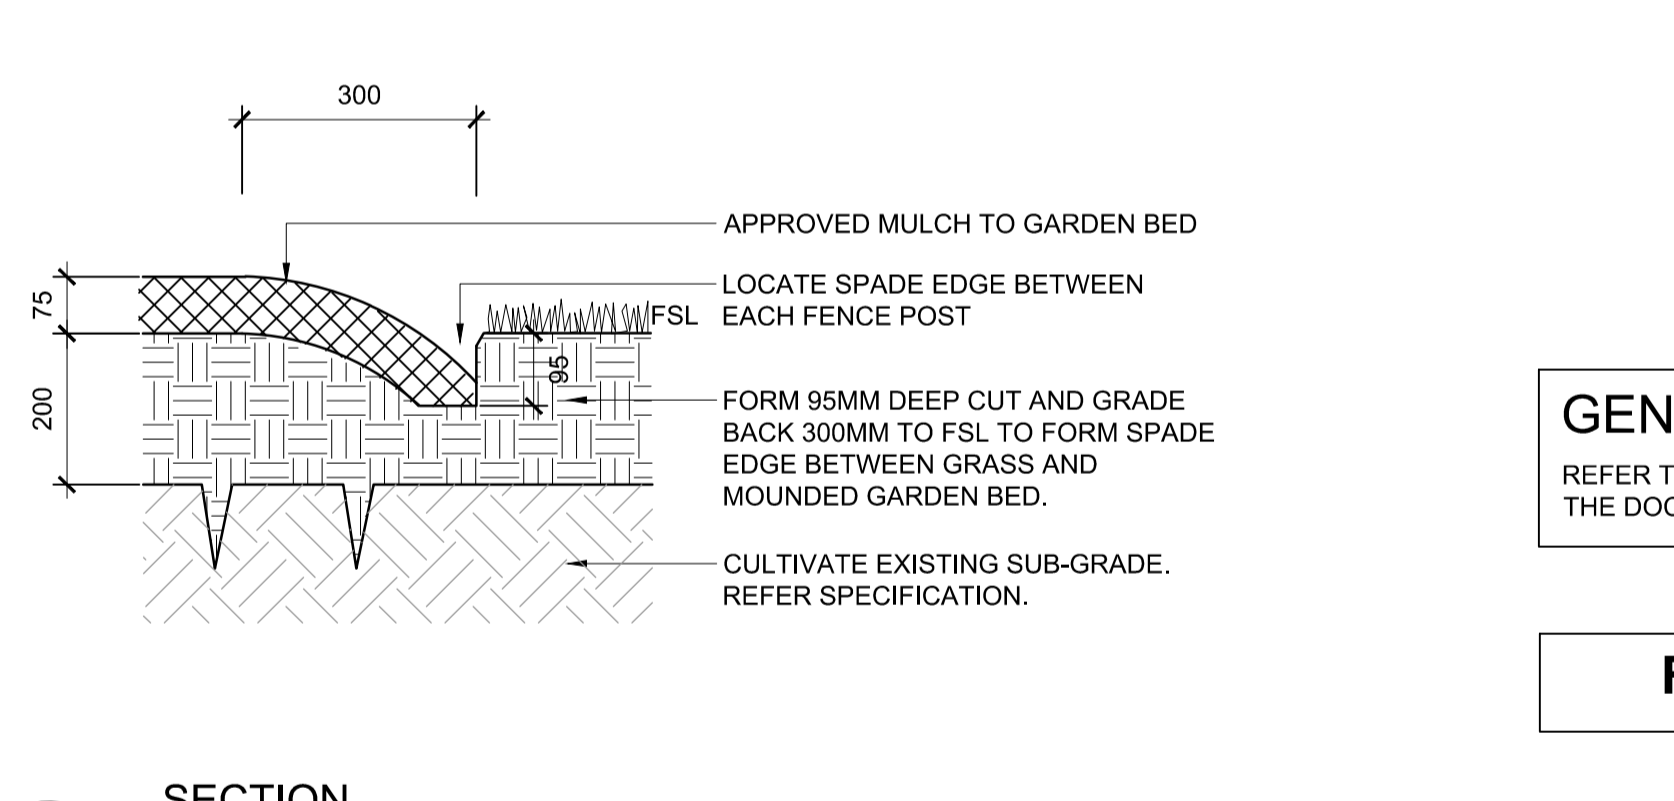 300
APPROVED MULCH TO GARDEN BED
LOCATE SPADE EDGE BETWEEN
EACH FENCE POST
75
FSL
95
200
FORM 95MM DEEP CUT AND GRADE
BACK 300MM TO FSL TO FORM SPADE
EDGE BETWEEN GRASS AND
MOUNDED GARDEN BED.
CULTIVATE EXISTING SUB-GRADE.
REFER SPECIFICATION.
SECTION
GEN
REFER T
THE DOC